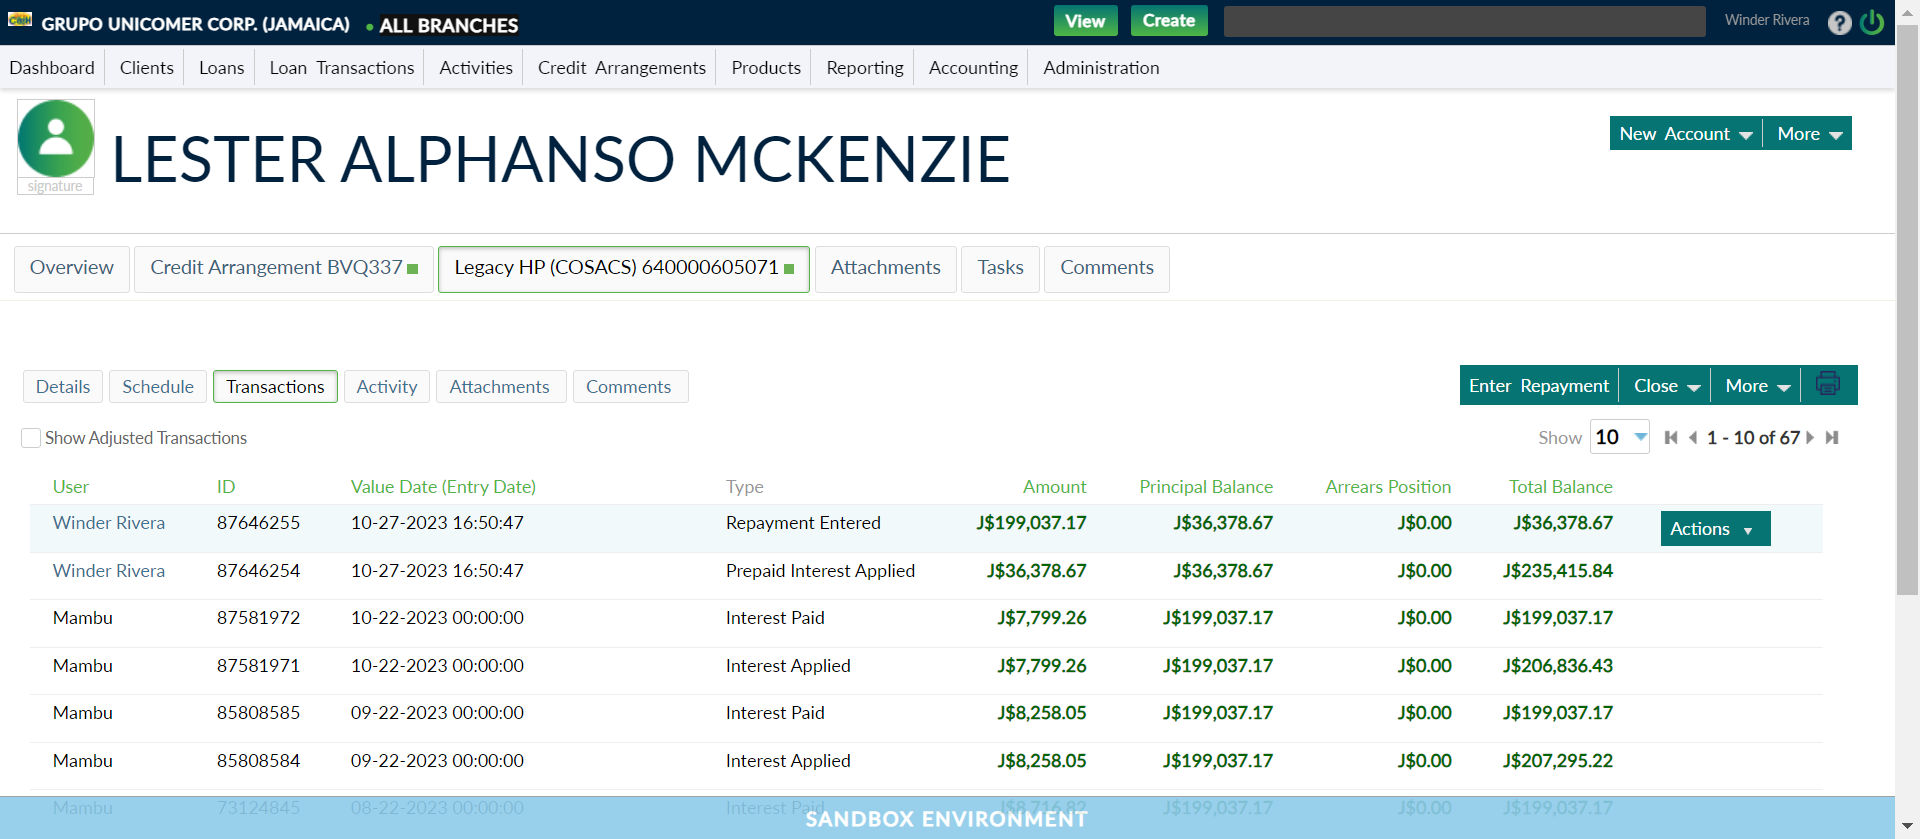 GRUPO UNICOMER CORP. (JAMAICA) • ALL BRANCHES View Create Winder Rivera ?
Dashboard Clients Loans Loan Transactions Activities Credit Arrangements Products Reporting Accounting Administration
signature
LESTER ALPHANSO MCKENZIE
New Account More
Overview Credit Arrangement BVQ337 Legacy HP (COSACS) 640000605071 Attachments Tasks Comments
Details Schedule Transactions Activity Attachments Comments
Enter Repayment Close More
Show Adjusted Transactions
Show 10 1 - 10 of 67
User ID Value Date (Entry Date) Type Amount Principal Balance Arrears Position Total Balance
Winder Rivera 87646255 10-27-2023 16:50:47 Repayment Entered J$199,037.17 J$36,378.67 J$0.00 J$36,378.67 Actions
Winder Rivera 87646254 10-27-2023 16:50:47 Prepaid Interest Applied J$36,378.67 J$36,378.67 J$0.00 J$235,415.84
Mambu 87581972 10-22-2023 00:00:00 Interest Paid J$7,799.26 J$199,037.17 J$0.00 J$199,037.17
Mambu 87581971 10-22-2023 00:00:00 Interest Applied J$7,799.26 J$199,037.17 J$0.00 J$206,836.43
Mambu 85808585 09-22-2023 00:00:00 Interest Paid J$8,258.05 J$199,037.17 J$0.00 J$199,037.17
Mambu 85808584 09-22-2023 00:00:00 Interest Applied J$8,258.05 J$199,037.17 J$0.00 J$207,295.22
Mambu 73124845 08-22-2023 00:00:00 Interest Paid J$8,716.82 J$199,037.17 J$0.00 J$199,037.17
SANDBOX ENVIRONMENT